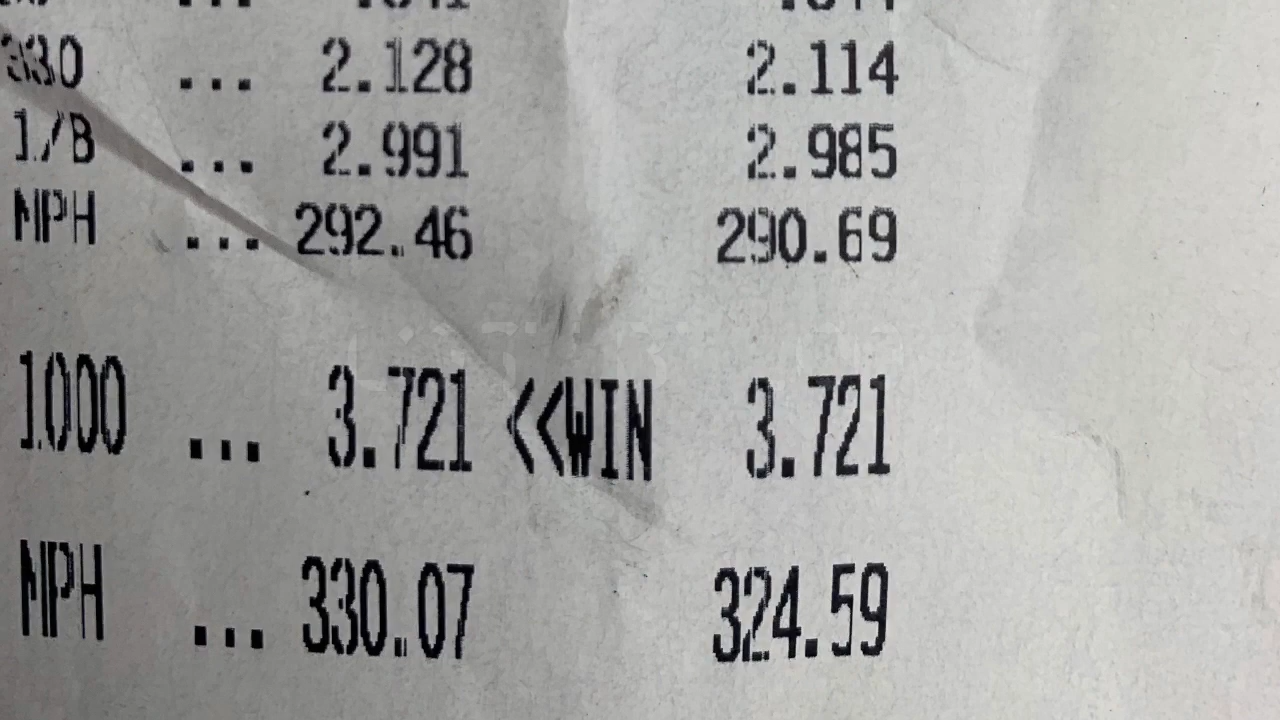 330 ... 2.128 2.114
1/8 ... 2.991 2.985
MPH ... 292.46 290.69
1000 ... 3.721 <<WIN 3.721
MPH ... 330.07 324.59